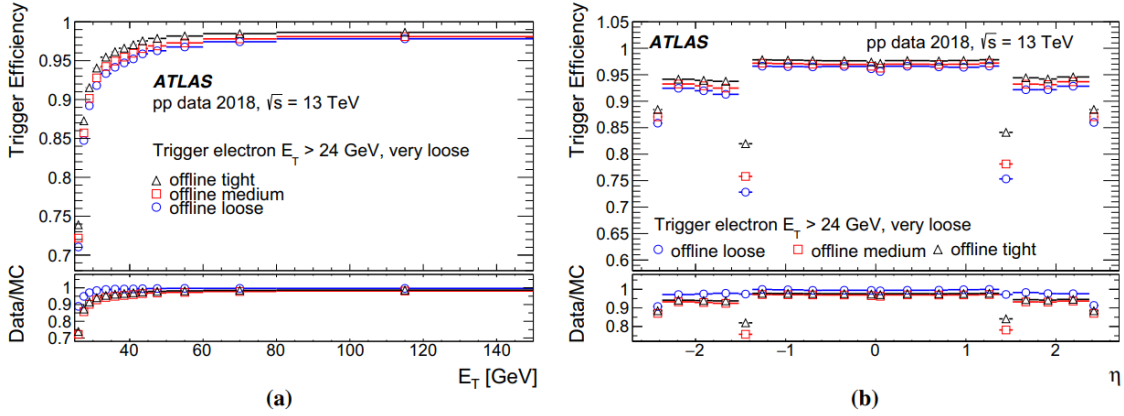 Trigger Efficiency
1
0.95
0.9
0.85
0.8
0.75
0.7
ATLAS
pp data 2018, √s = 13 TeV
Trigger electron E_T > 24 GeV, very loose
offline tight
offline medium
offline loose
Data/MC
1
0.9
0.8
0.7
40 60 80 100 120 140
E_T [GeV]
(a)
Trigger Efficiency
1.05
1
0.95
0.9
0.85
0.8
0.75
0.7
0.65
0.6
ATLAS
pp data 2018, √s = 13 TeV
Trigger electron E_T > 24 GeV, very loose
offline loose offline medium offline tight
Data/MC
1
0.9
0.8
−2 −1 0 1 2
η
(b)